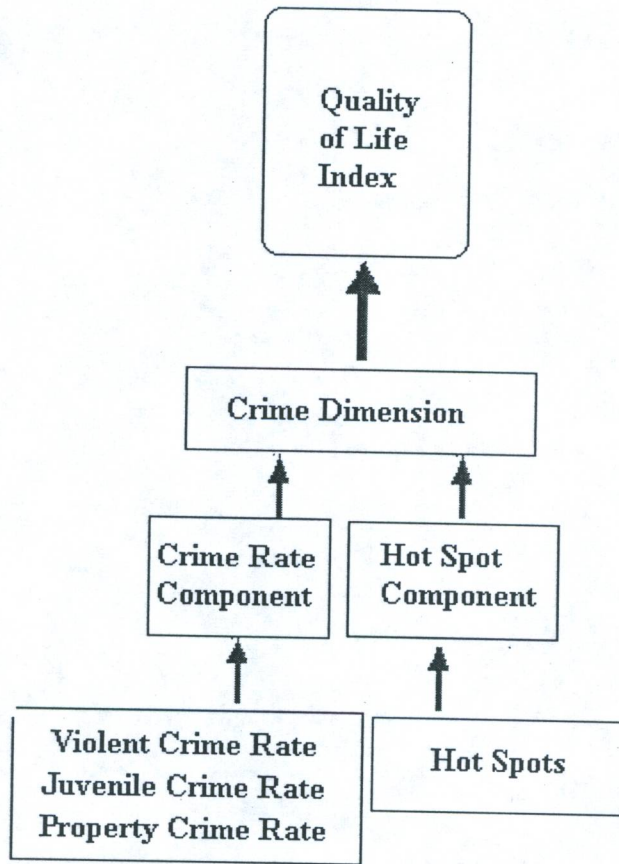 Quality
of Life
Index
Crime Dimension
Crime Rate
Component
Hot Spot
Component
Violent Crime Rate
Juvenile Crime Rate
Property Crime Rate
Hot Spots